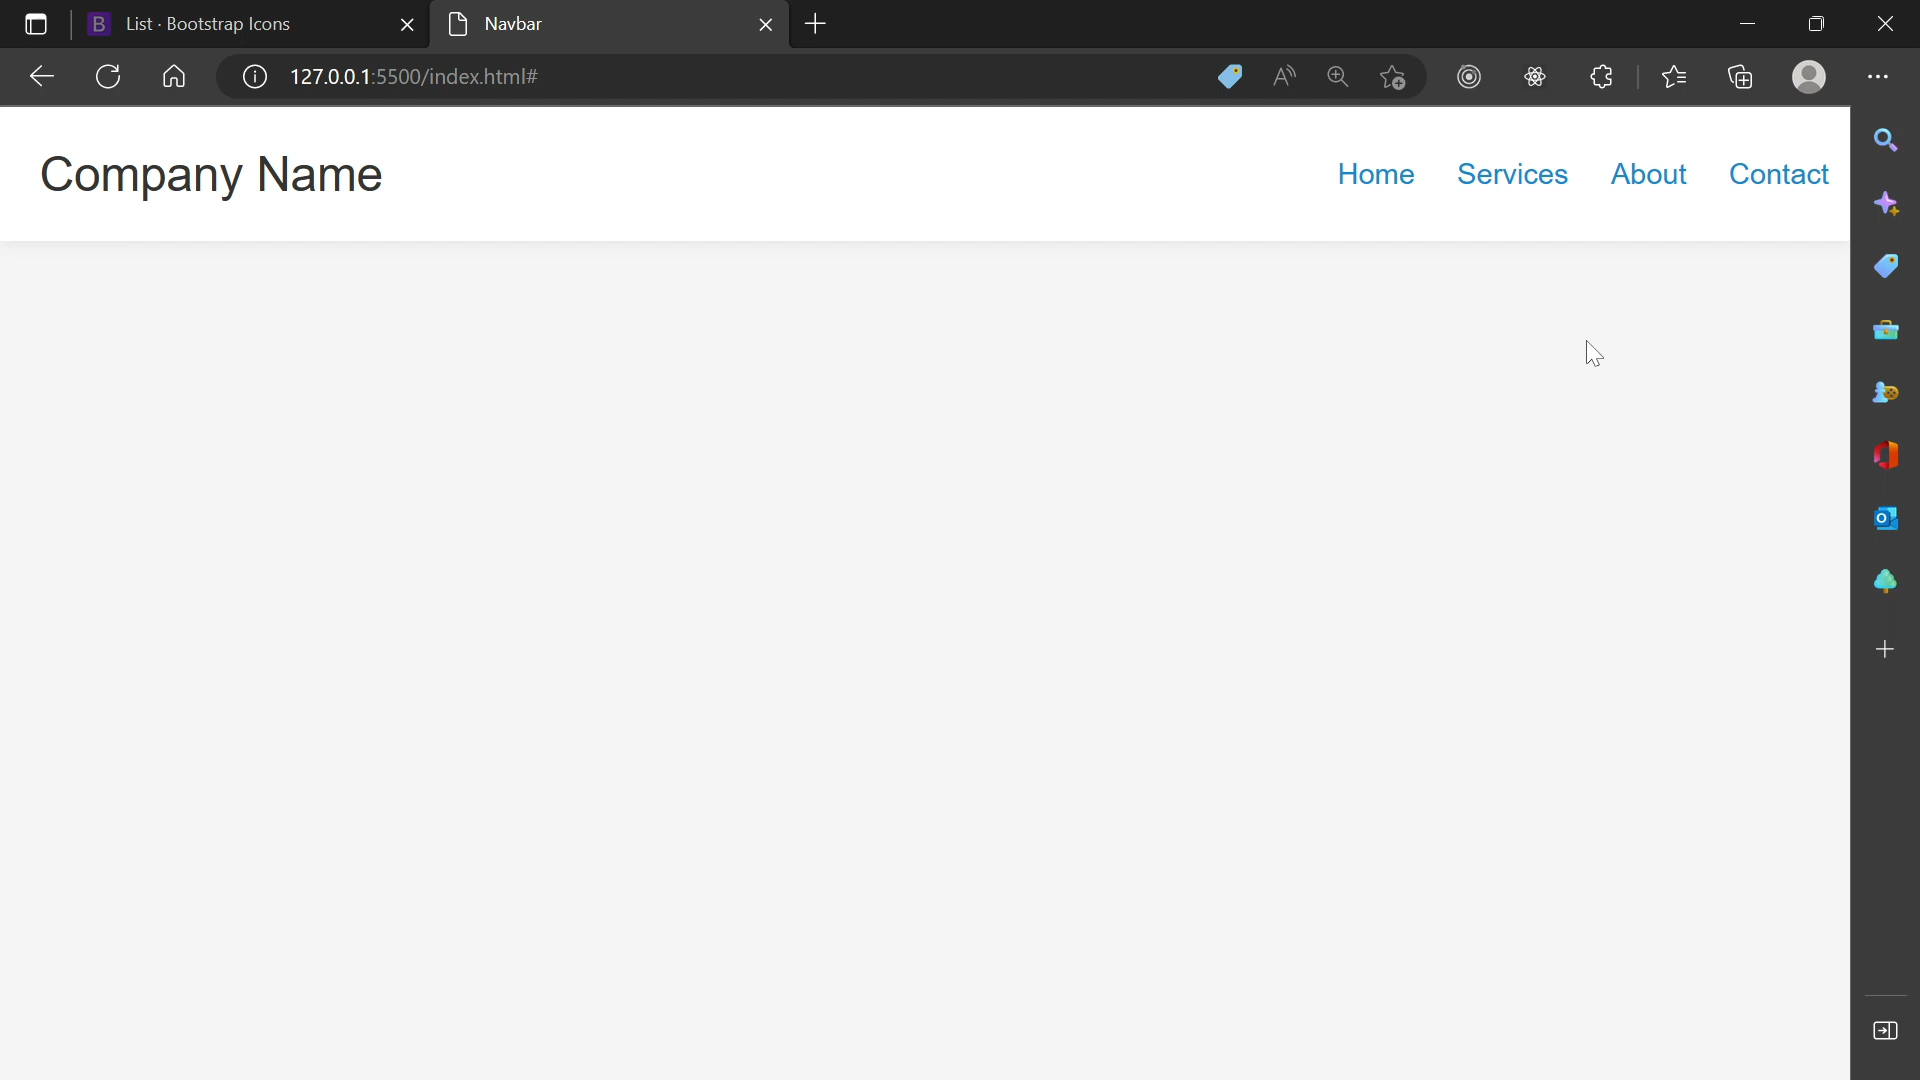 List · Bootstrap Icons
Navbar
127.0.0.1:5500/index.html#
Company Name
Home Services About Contact